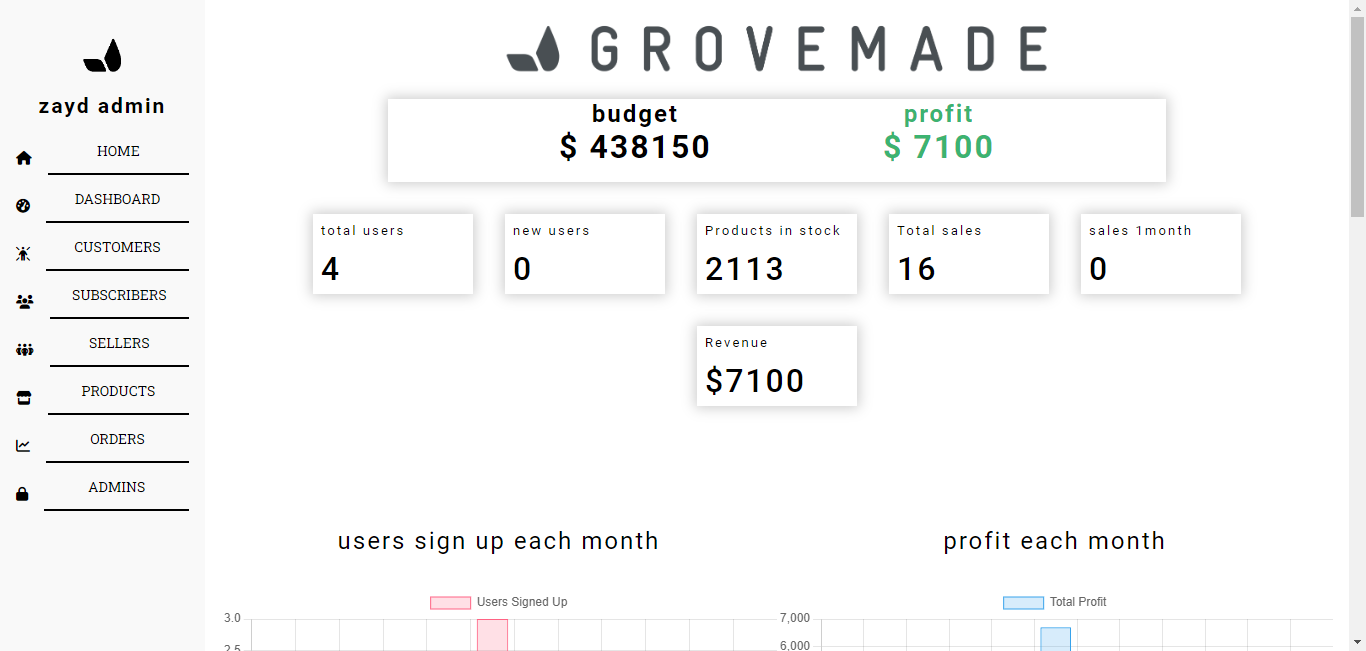 GROVEMADE
zayd admin
HOME
DASHBOARD
CUSTOMERS
SUBSCRIBERS
SELLERS
PRODUCTS
ORDERS
ADMINS
budget
$ 438150
profit
$ 7100
total users
4
new users
0
Products in stock
2113
Total sales
16
sales 1month
0
Revenue
$7100
users sign up each month
Users Signed Up
3.0
2.5
profit each month
Total Profit
7,000
6,000